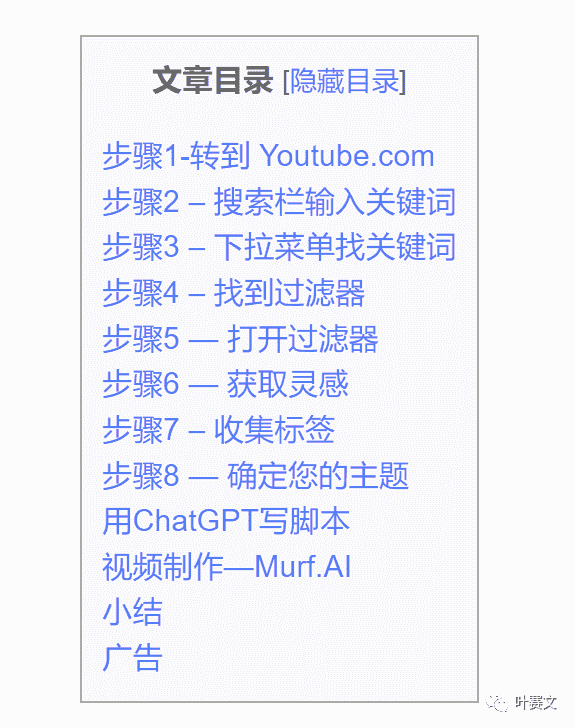 文章目录 [隐藏目录]
步骤1-转到 Youtube.com
步骤2 – 搜索栏输入关键词
步骤3 – 下拉菜单找关键词
步骤4 – 找到过滤器
步骤5 — 打开过滤器
步骤6 — 获取灵感
步骤7 – 收集标签
步骤8 — 确定您的主题
用ChatGPT写脚本
视频制作—Murf.AI
小结
广告
叶赛文